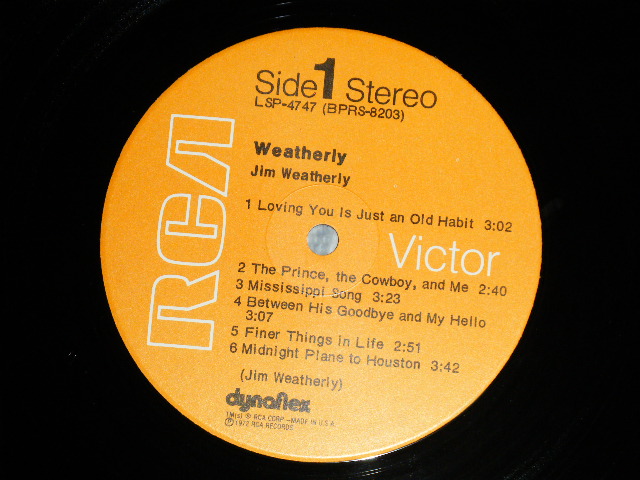 Side 1 Stereo
LSP-4747 (BPRS-8203)
Weatherly
Jim Weatherly
1 Loving You Is Just an Old Habit 3:02
RCA
Victor
2 The Prince, the Cowboy, and Me 2:40
3 Mississippi Song 3:23
4 Between His Goodbye and My Hello
3:07
5 Finer Things in Life 2:51
6 Midnight Plane to Houston 3:42
(Jim Weatherly)
dynaflex
TM(s) ® RCA CORP.—MADE IN U.S.A.
Ⓟ 1972 RCA RECORDS